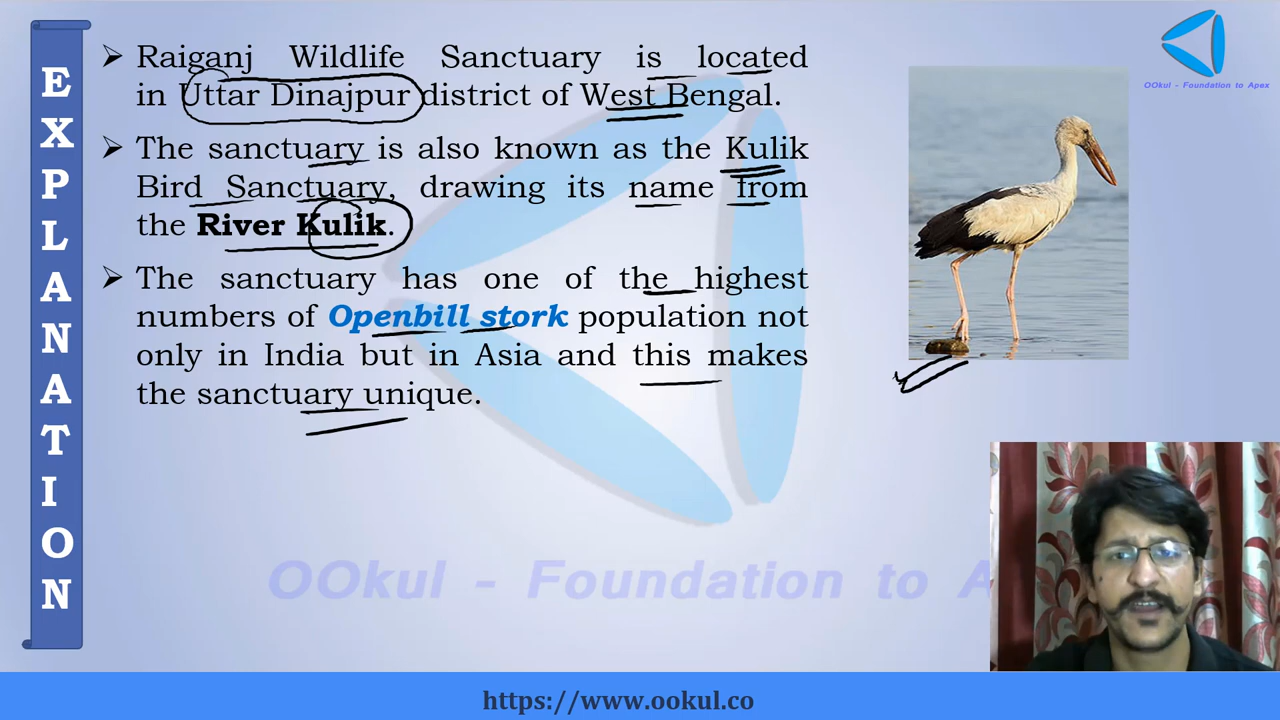 E
X
P
L
A
N
A
T
I
O
N
➢ Raiganj Wildlife Sanctuary is located
in Uttar Dinajpur district of West Bengal.
➢ The sanctuary is also known as the Kulik
Bird Sanctuary, drawing its name from
the River Kulik.
➢ The sanctuary has one of the highest
numbers of Openbill stork population not
only in India but in Asia and this makes
the sanctuary unique.
OOkul - Foundation to Apex
OOkul - Foundation to A
https://www.ookul.co